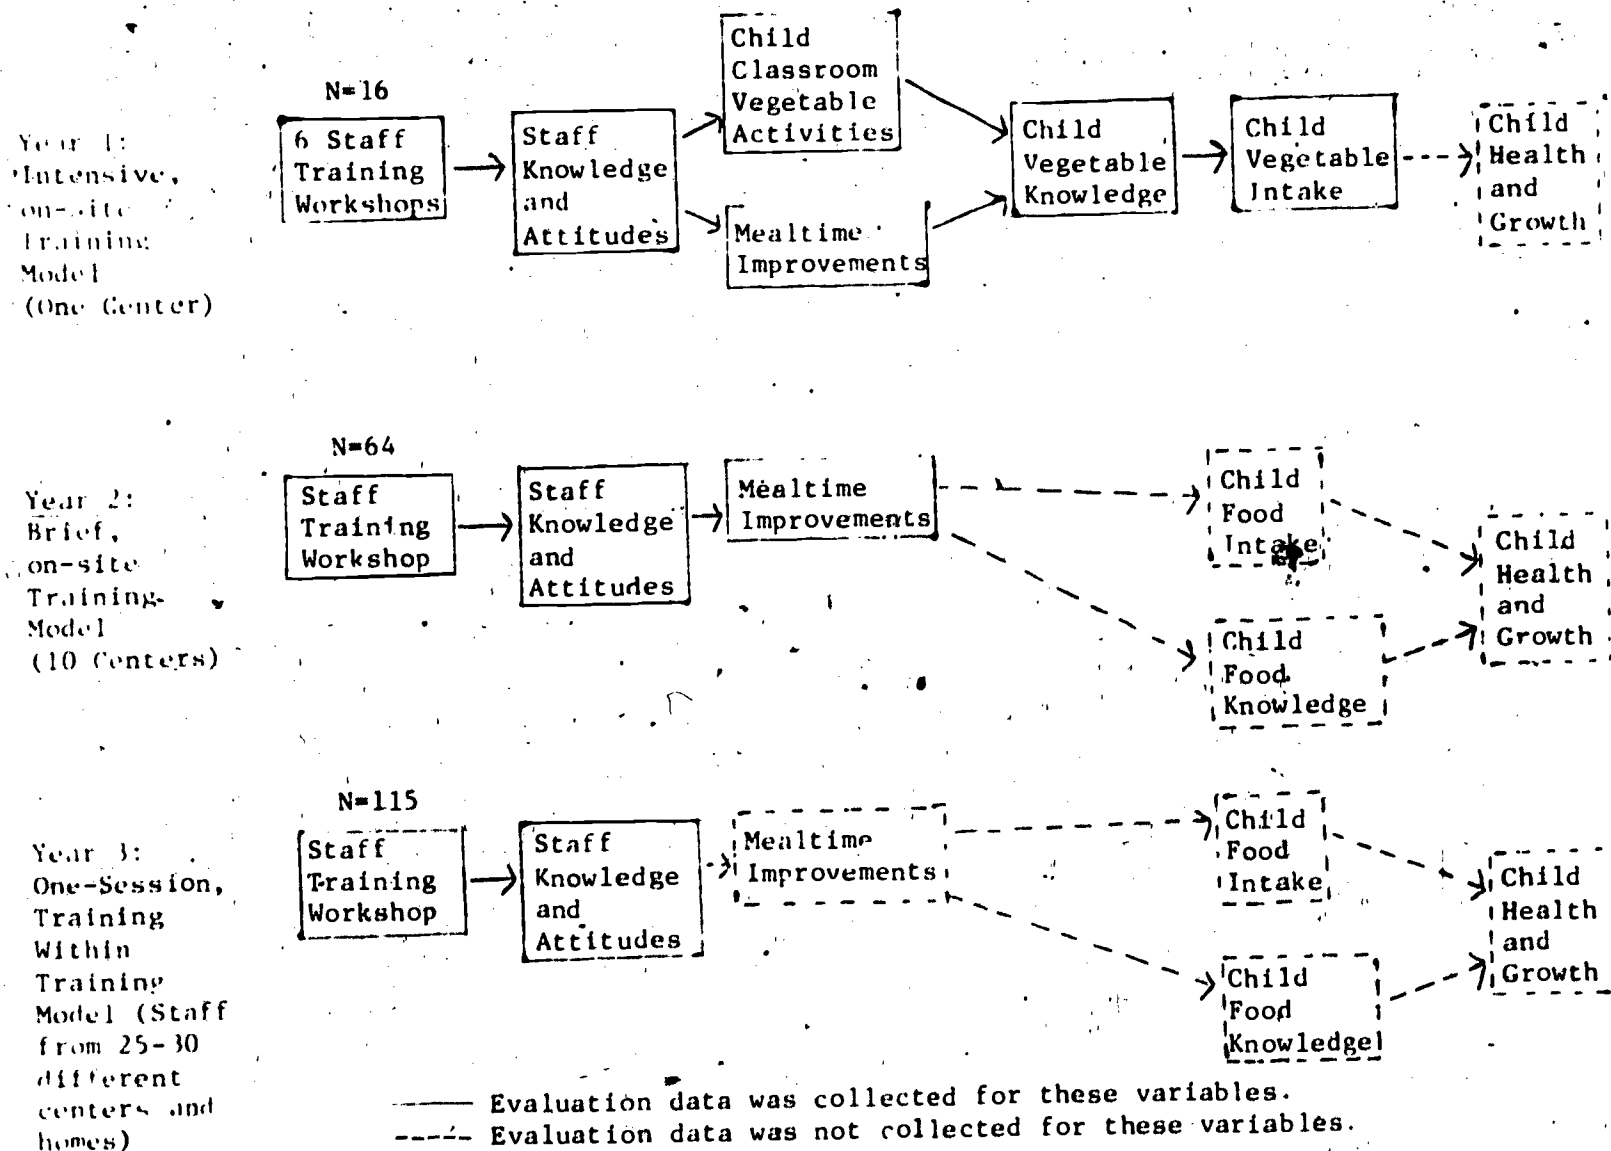 Year 1:
Intensive,
on-site
Training
Model
(One Center)
N=16
6 Staff
Training
Workshops
Staff
Knowledge
and
Attitudes
Child
Classroom
Vegetable
Activities
Mealtime
Improvements
Child
Vegetable
Knowledge
Child
Vegetable
Intake
Child
Health
and
Growth
Year 2:
Brief,
on-site
Training
Model
(10 Centers)
N=64
Staff
Training
Workshop
Staff
Knowledge
and
Attitudes
Mealtime
Improvements
Child
Food
Intake
Child
Food
Knowledge
Child
Health
and
Growth
Year 3:
One-Session,
Training
Within
Training
Model (Staff
from 25-30
different
centers and
homes)
N=115
Staff
Training
Workshop
Staff
Knowledge
and
Attitudes
Mealtime
Improvements
Child
Food
Intake
Child
Food
Knowledge
Child
Health
and
Growth
Evaluation data was collected for these variables.
Evaluation data was not collected for these variables.